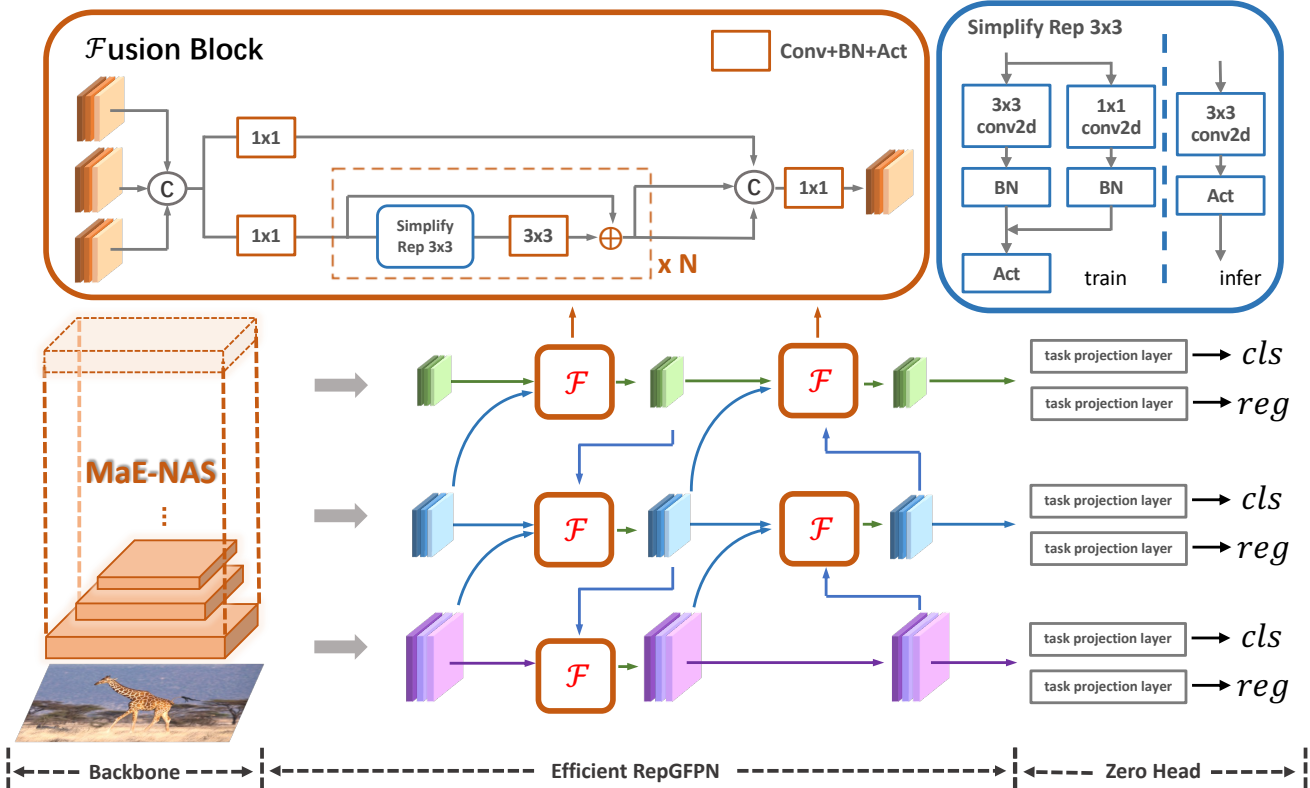 ℱusion Block
Conv+BN+Act
1x1
C
1x1
Simplify
Rep 3x3
3x3
x N
C
1x1
Simplify Rep 3x3
3x3
conv2d
1x1
conv2d
BN
BN
Act
train
3x3
conv2d
Act
infer
MaE-NAS
...
ℱ
ℱ
ℱ
ℱ
ℱ
task projection layer
cls
task projection layer
reg
task projection layer
cls
task projection layer
reg
task projection layer
cls
task projection layer
reg
Backbone
Efficient RepGFPN
Zero Head